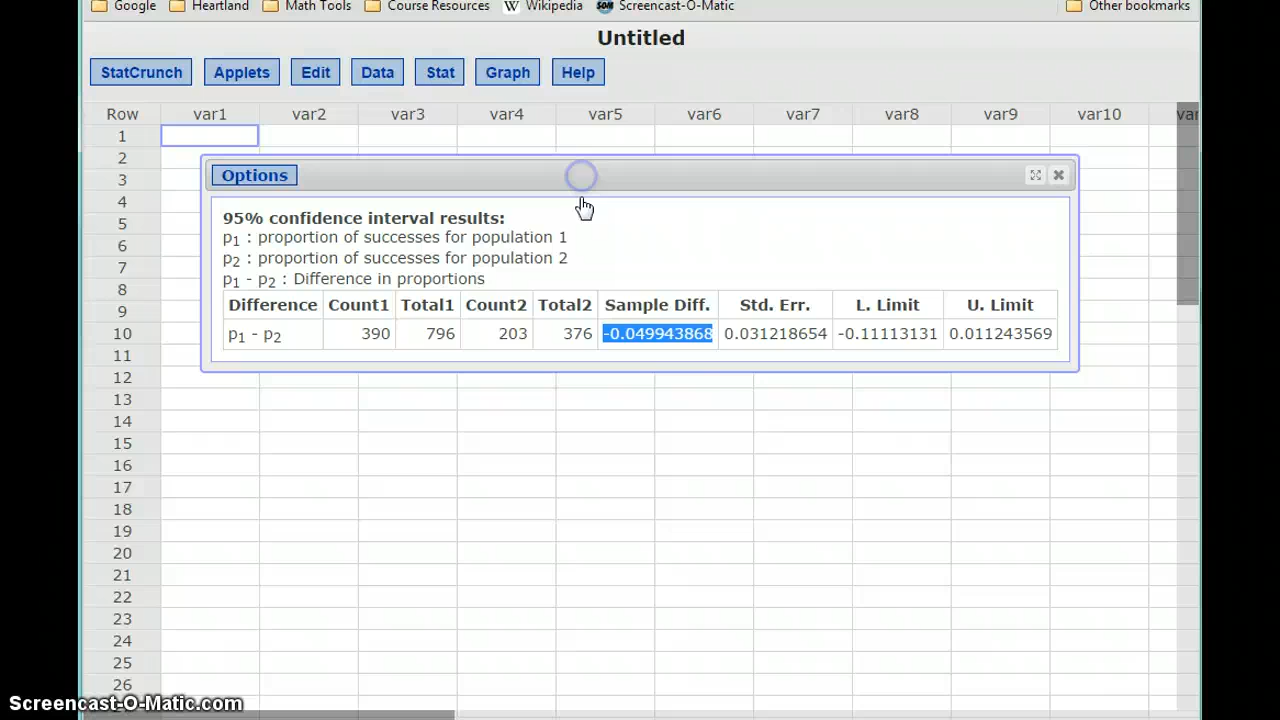 Google Heartland Math Tools Course Resources W Wikipedia SOM Screencast-O-Matic Other bookmarks
Untitled
StatCrunch Applets Edit Data Stat Graph Help
Row var1 var2 var3 var4 var5 var6 var7 var8 var9 var10 var
1
2
3
4
5
6
7
8
9
10
11
12
13
14
15
16
17
18
19
20
21
22
23
24
25
26
Options
95% confidence interval results:
p1 : proportion of successes for population 1
p2 : proportion of successes for population 2
p1 - p2 : Difference in proportions
Difference Count1 Total1 Count2 Total2 Sample Diff. Std. Err. L. Limit U. Limit
p1 - p2 390 796 203 376 -0.049943868 0.031218654 -0.11113131 0.011243569
Screencast-O-Matic.com